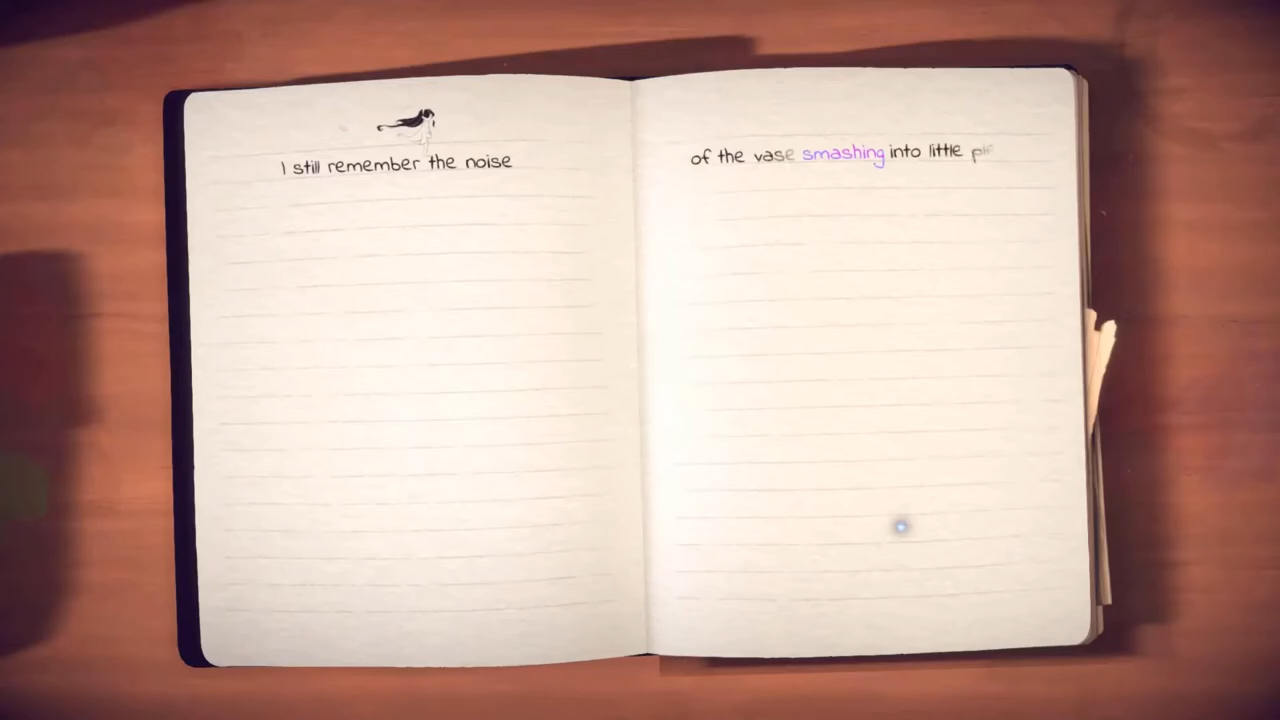 I still remember the noise
of the vase smashing into little